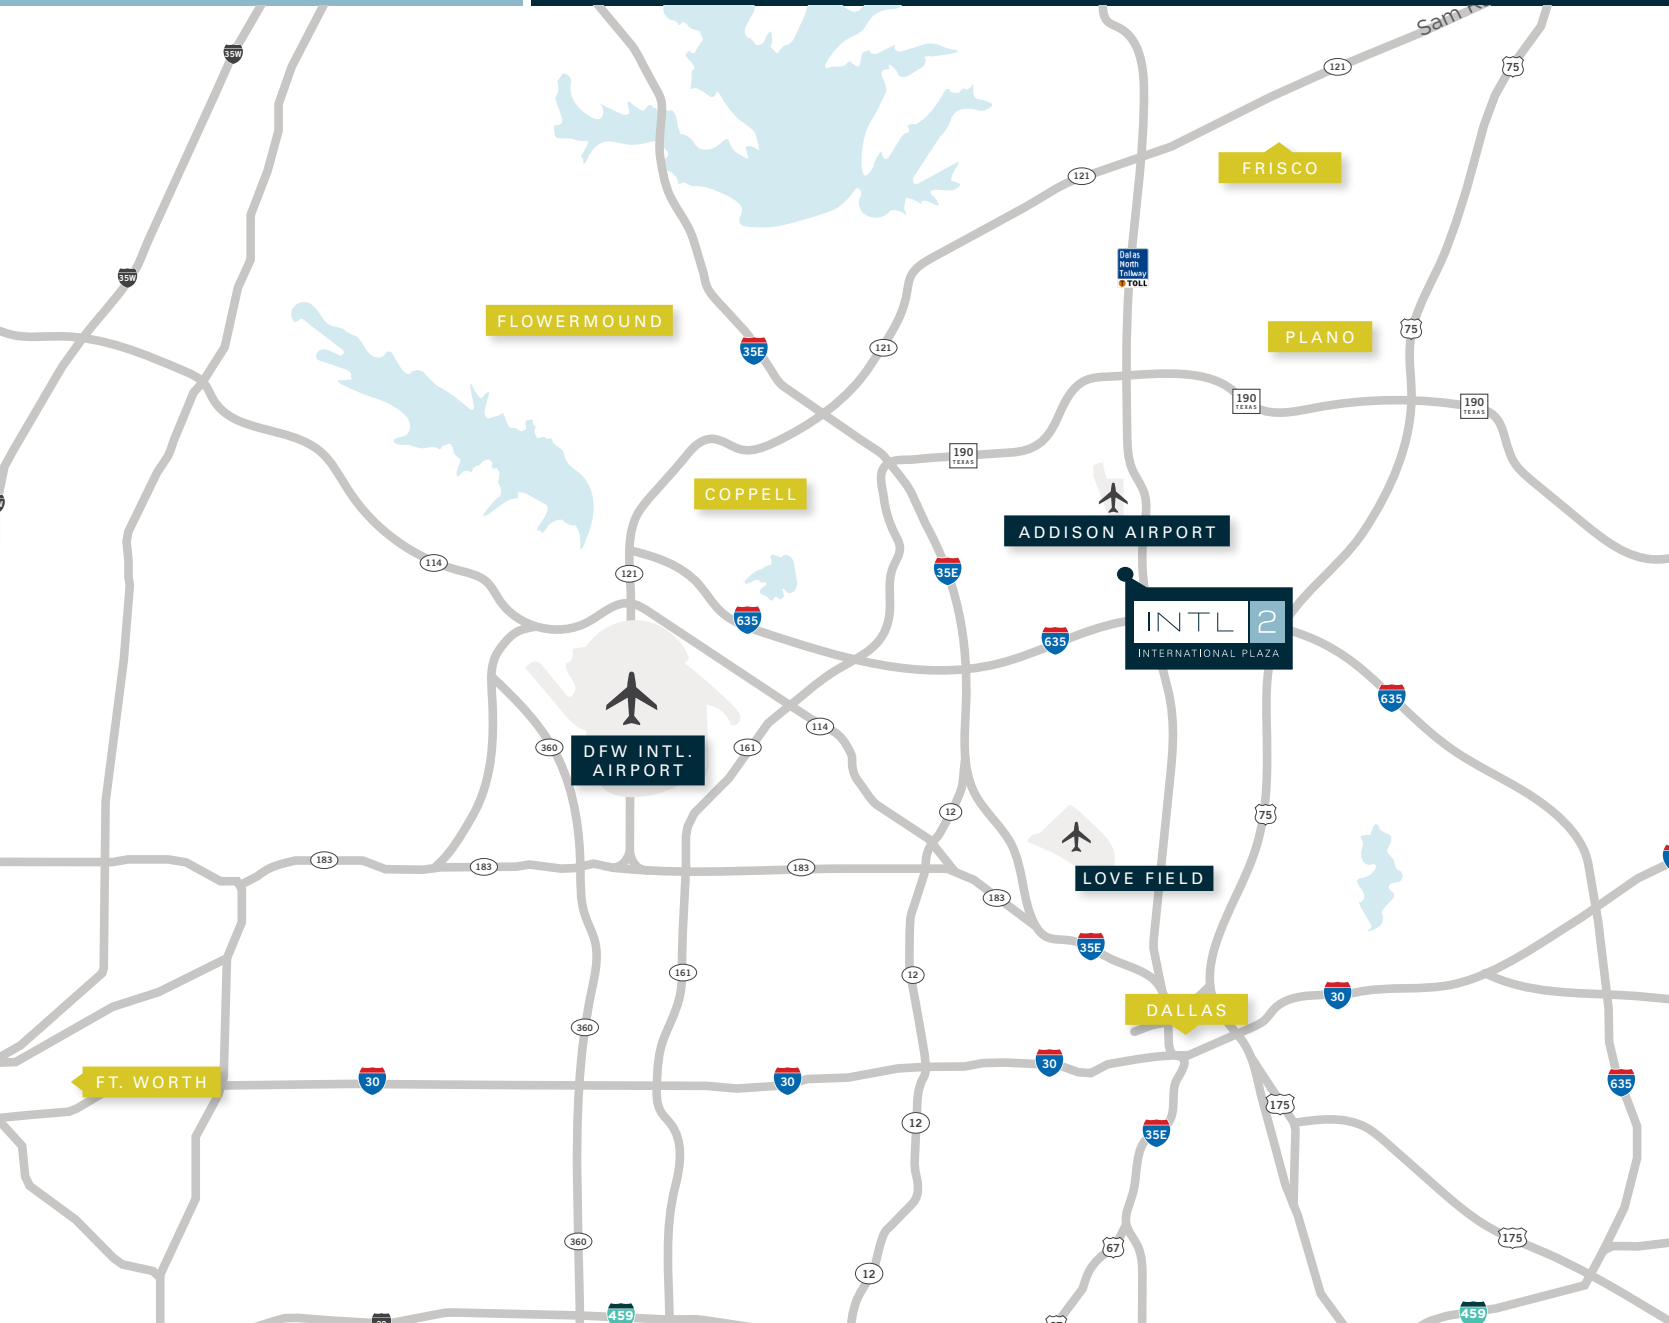 Sam R
35W
121
75
121
FRISCO
Dallas
North
Tollway
TOLL
35W
FLOWERMOUND
35E
121
PLANO
75
190
TEXAS
190
TEXAS
190
TEXAS
COPPELL
ADDISON AIRPORT
114
121
35E
635
635
INTL 2
INTERNATIONAL PLAZA
635
114
360
161
DFW INTL.
AIRPORT
12
75
183
183
183
LOVE FIELD
183
35E
161
12
30
DALLAS
360
30
FT. WORTH
30
30
635
175
12
35E
360
67
175
12
459
459